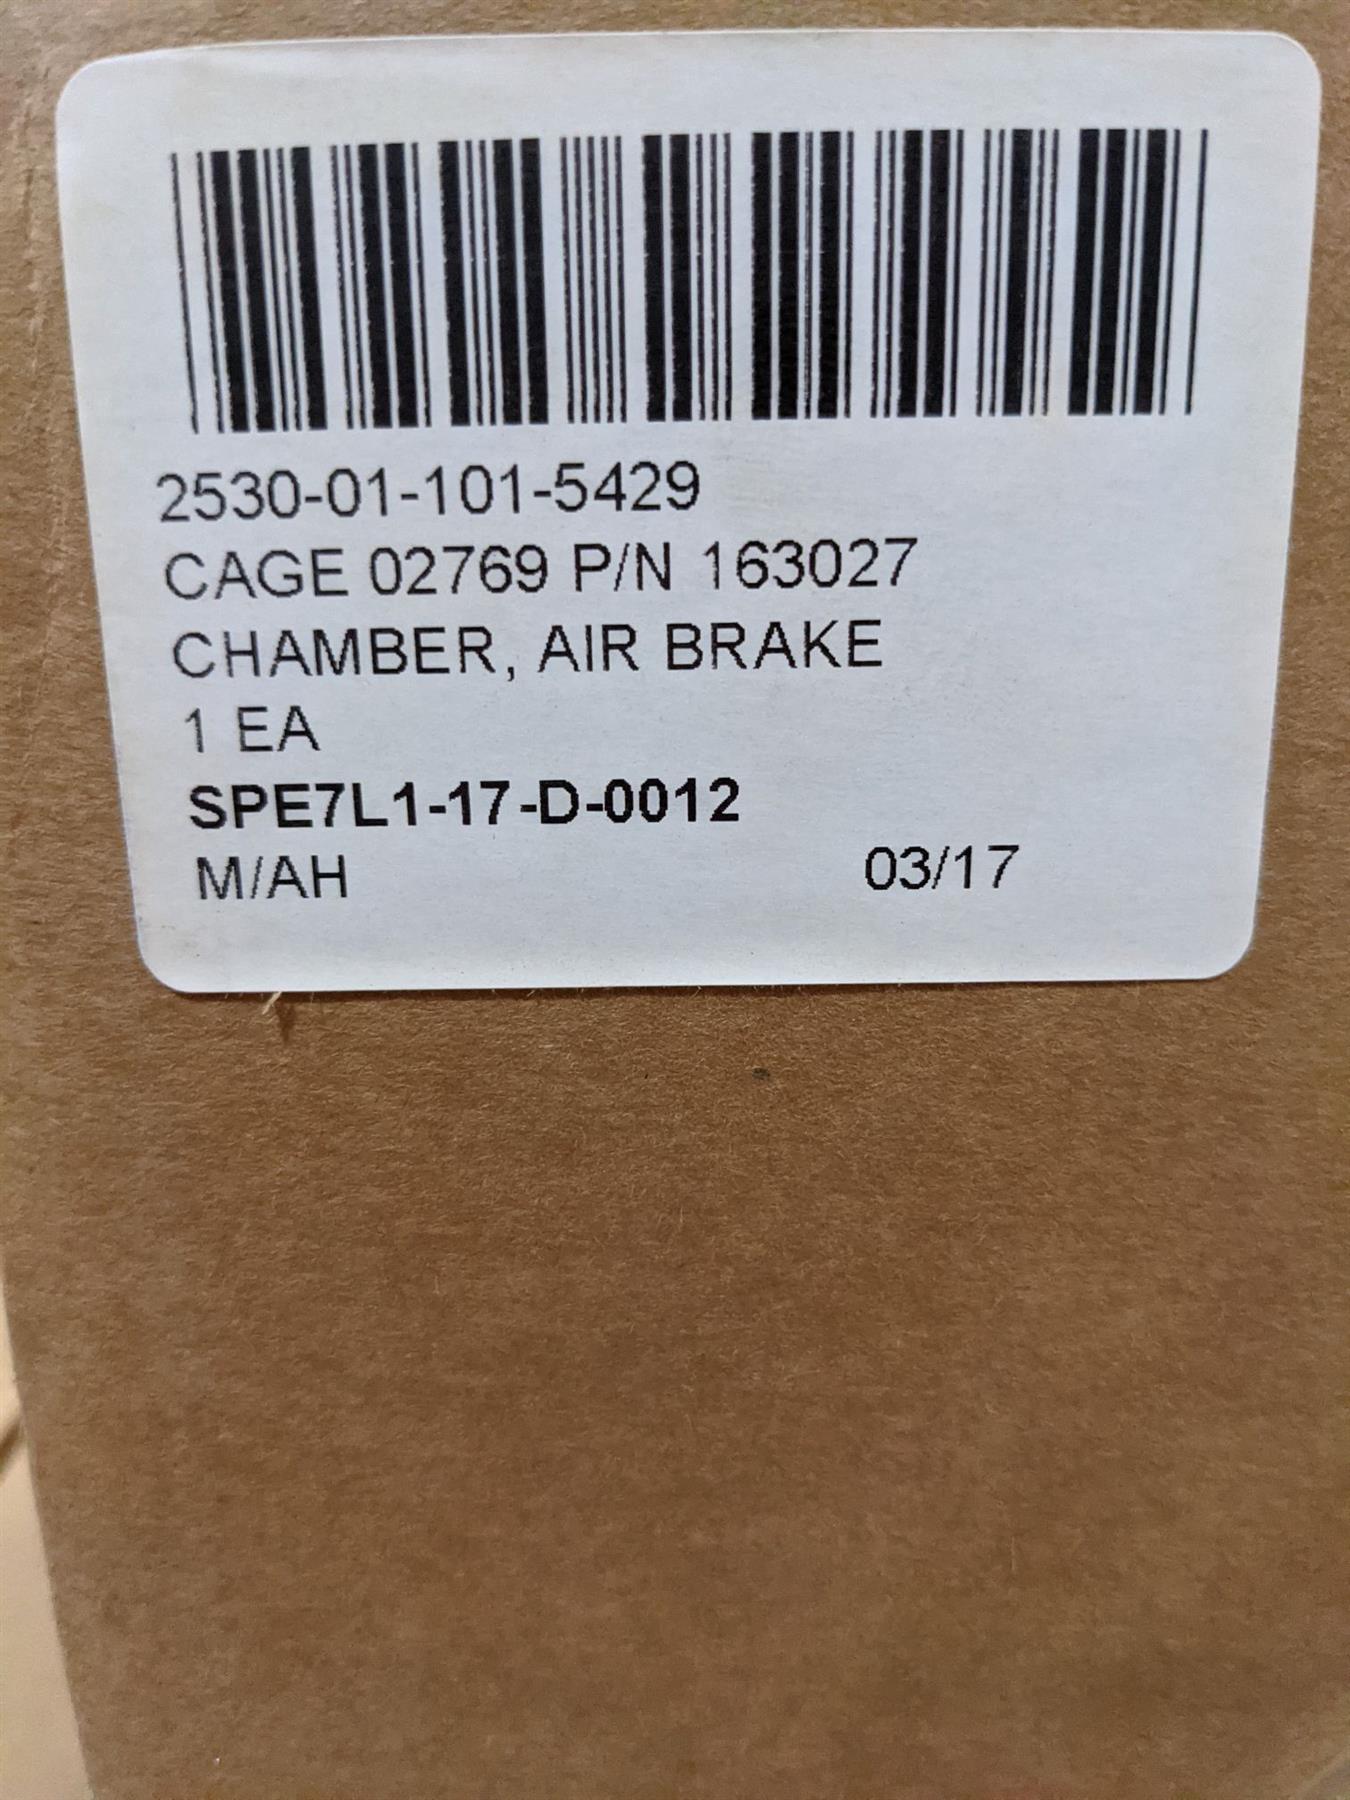 2530-01-101-5429
CAGE 02769 P/N 163027
CHAMBER, AIR BRAKE
1 EA
SPE7L1-17-D-0012
M/AH 03/17